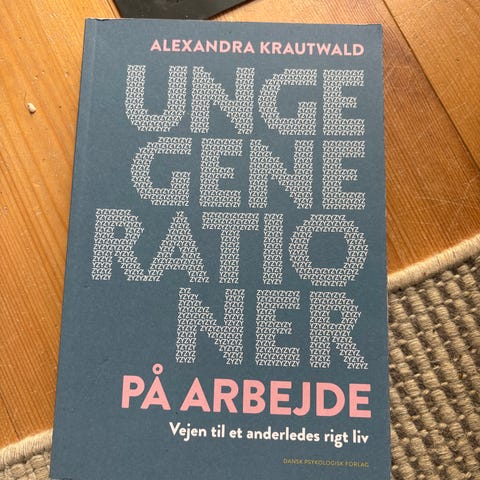 ALEXANDRA KRAUTWALD
UNGE
GENE
RATIO
NER
PÅ ARBEJDE
Vejen til et anderledes rigt liv
DANSK PSYKOLOGISK FORLAG